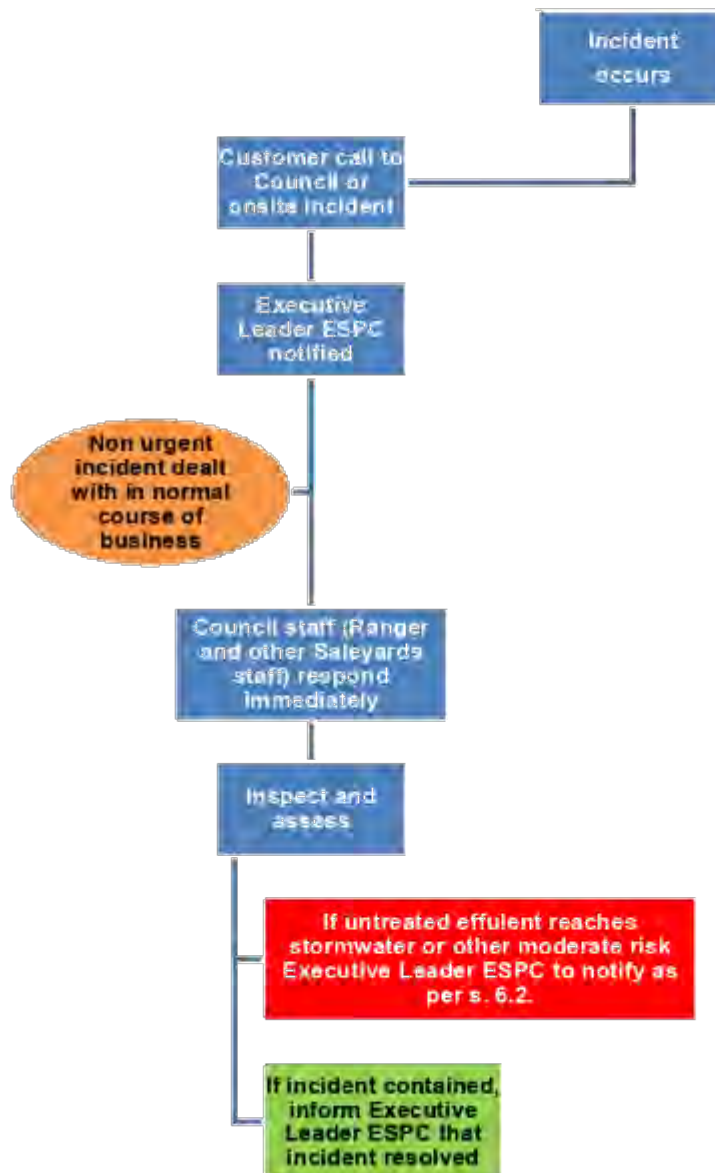 Incident
occurs
Customer call to
Council or
onsite incident
Executive
Leader ESPC
notified
Non urgent
incident dealt
with in normal
course of
business
Council staff (Ranger
and other Saleyards
staff) respond
immediately
Inspect and
assess
If untreated effulent reaches
stormwater or other moderate risk
Executive Leader ESPC to notify as
per s. 6.2.
If incident contained,
inform Executive
Leader ESPC that
incident resolved